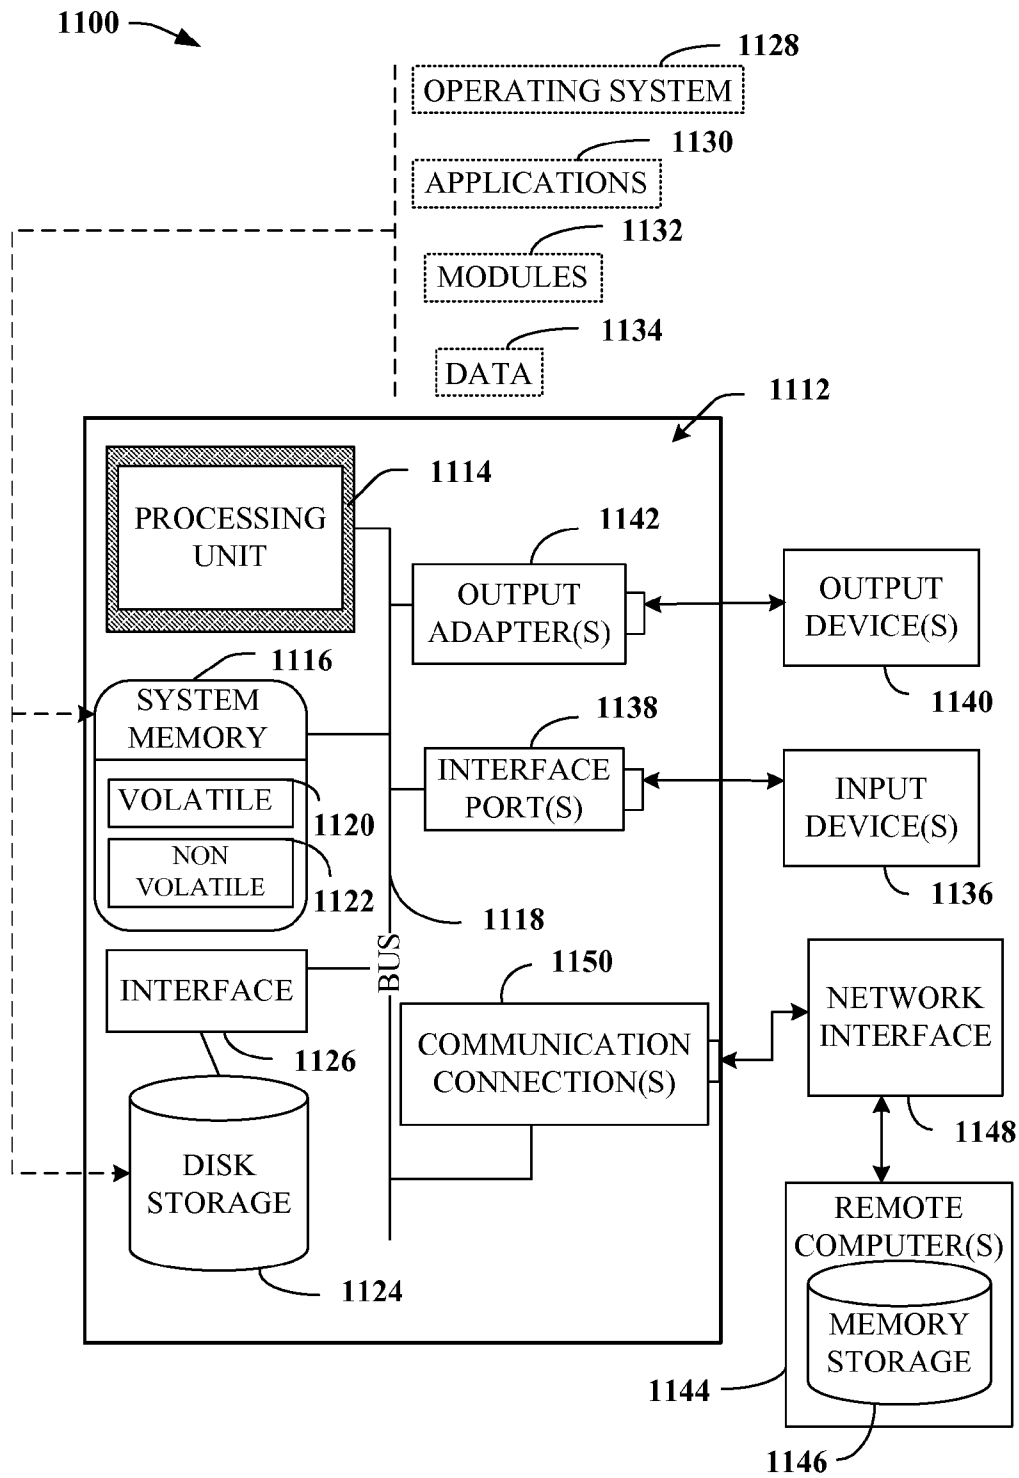 1100
1128
OPERATING SYSTEM
1130
APPLICATIONS
1132
MODULES
1134
DATA
1112
PROCESSING
UNIT
1114
1142
OUTPUT
ADAPTER(S)
OUTPUT
DEVICE(S)
1140
1116
SYSTEM
MEMORY
VOLATILE
1120
NON
VOLATILE
1122
1138
INTERFACE
PORT(S)
INPUT
DEVICE(S)
1136
1118
BUS
INTERFACE
1126
1150
COMMUNICATION
CONNECTION(S)
NETWORK
INTERFACE
1148
DISK
STORAGE
1124
REMOTE
COMPUTER(S)
MEMORY
STORAGE
1144
1146